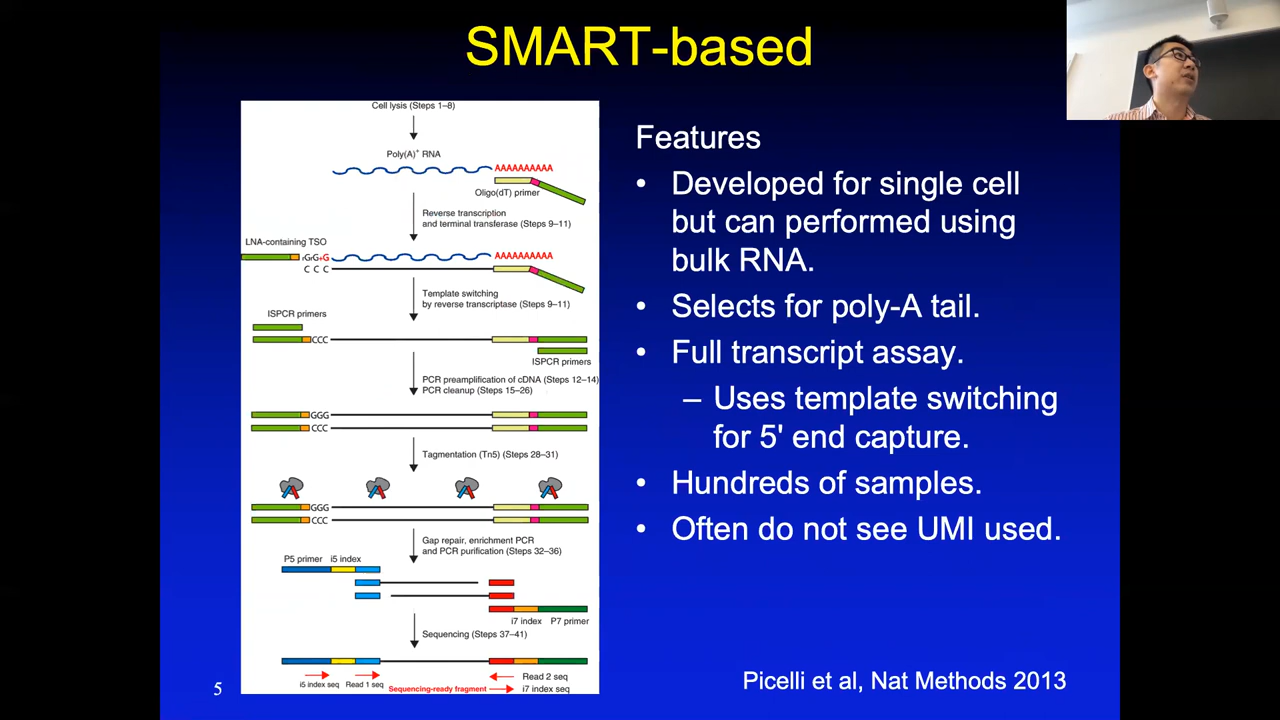 SMART-based
Cell lysis (Steps 1–8)
Poly(A)+ RNA
AAAAAAAAAA
Oligo(dT) primer
Reverse transcription
and terminal transferase (Steps 9–11)
LNA-containing TSO
rGrG+G
AAAAAAAAAA
C C C
Template switching
by reverse transcriptase (Steps 9–11)
ISPCR primers
CCC
ISPCR primers
PCR preamplification of cDNA (Steps 12–14)
PCR cleanup (Steps 15–26)
GGG
CCC
Tagmentation (Tn5) (Steps 28–31)
GGG
CCC
Gap repair, enrichment PCR
and PCR purification (Steps 32–36)
P5 primer i5 index
i7 index P7 primer
Sequencing (Steps 37–41)
i5 index seq Read 1 seq
Read 2 seq
Sequencing-ready fragment
i7 index seq
Features
• Developed for single cell
but can performed using
bulk RNA.
• Selects for poly-A tail.
• Full transcript assay.
– Uses template switching
for 5' end capture.
• Hundreds of samples.
• Often do not see UMI used.
5
Picelli et al, Nat Methods 2013